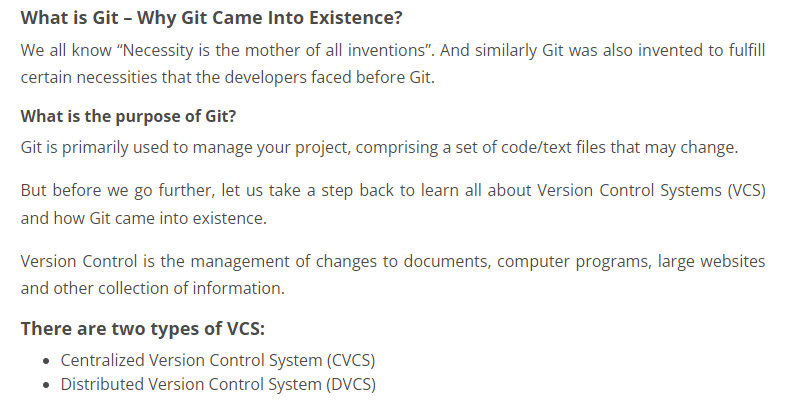 What is Git – Why Git Came Into Existence?
We all know “Necessity is the mother of all inventions”. And similarly Git was also invented to fulfill
certain necessities that the developers faced before Git.
What is the purpose of Git?
Git is primarily used to manage your project, comprising a set of code/text files that may change.
But before we go further, let us take a step back to learn all about Version Control Systems (VCS)
and how Git came into existence.
Version Control is the management of changes to documents, computer programs, large websites
and other collection of information.
There are two types of VCS:
• Centralized Version Control System (CVCS)
• Distributed Version Control System (DVCS)